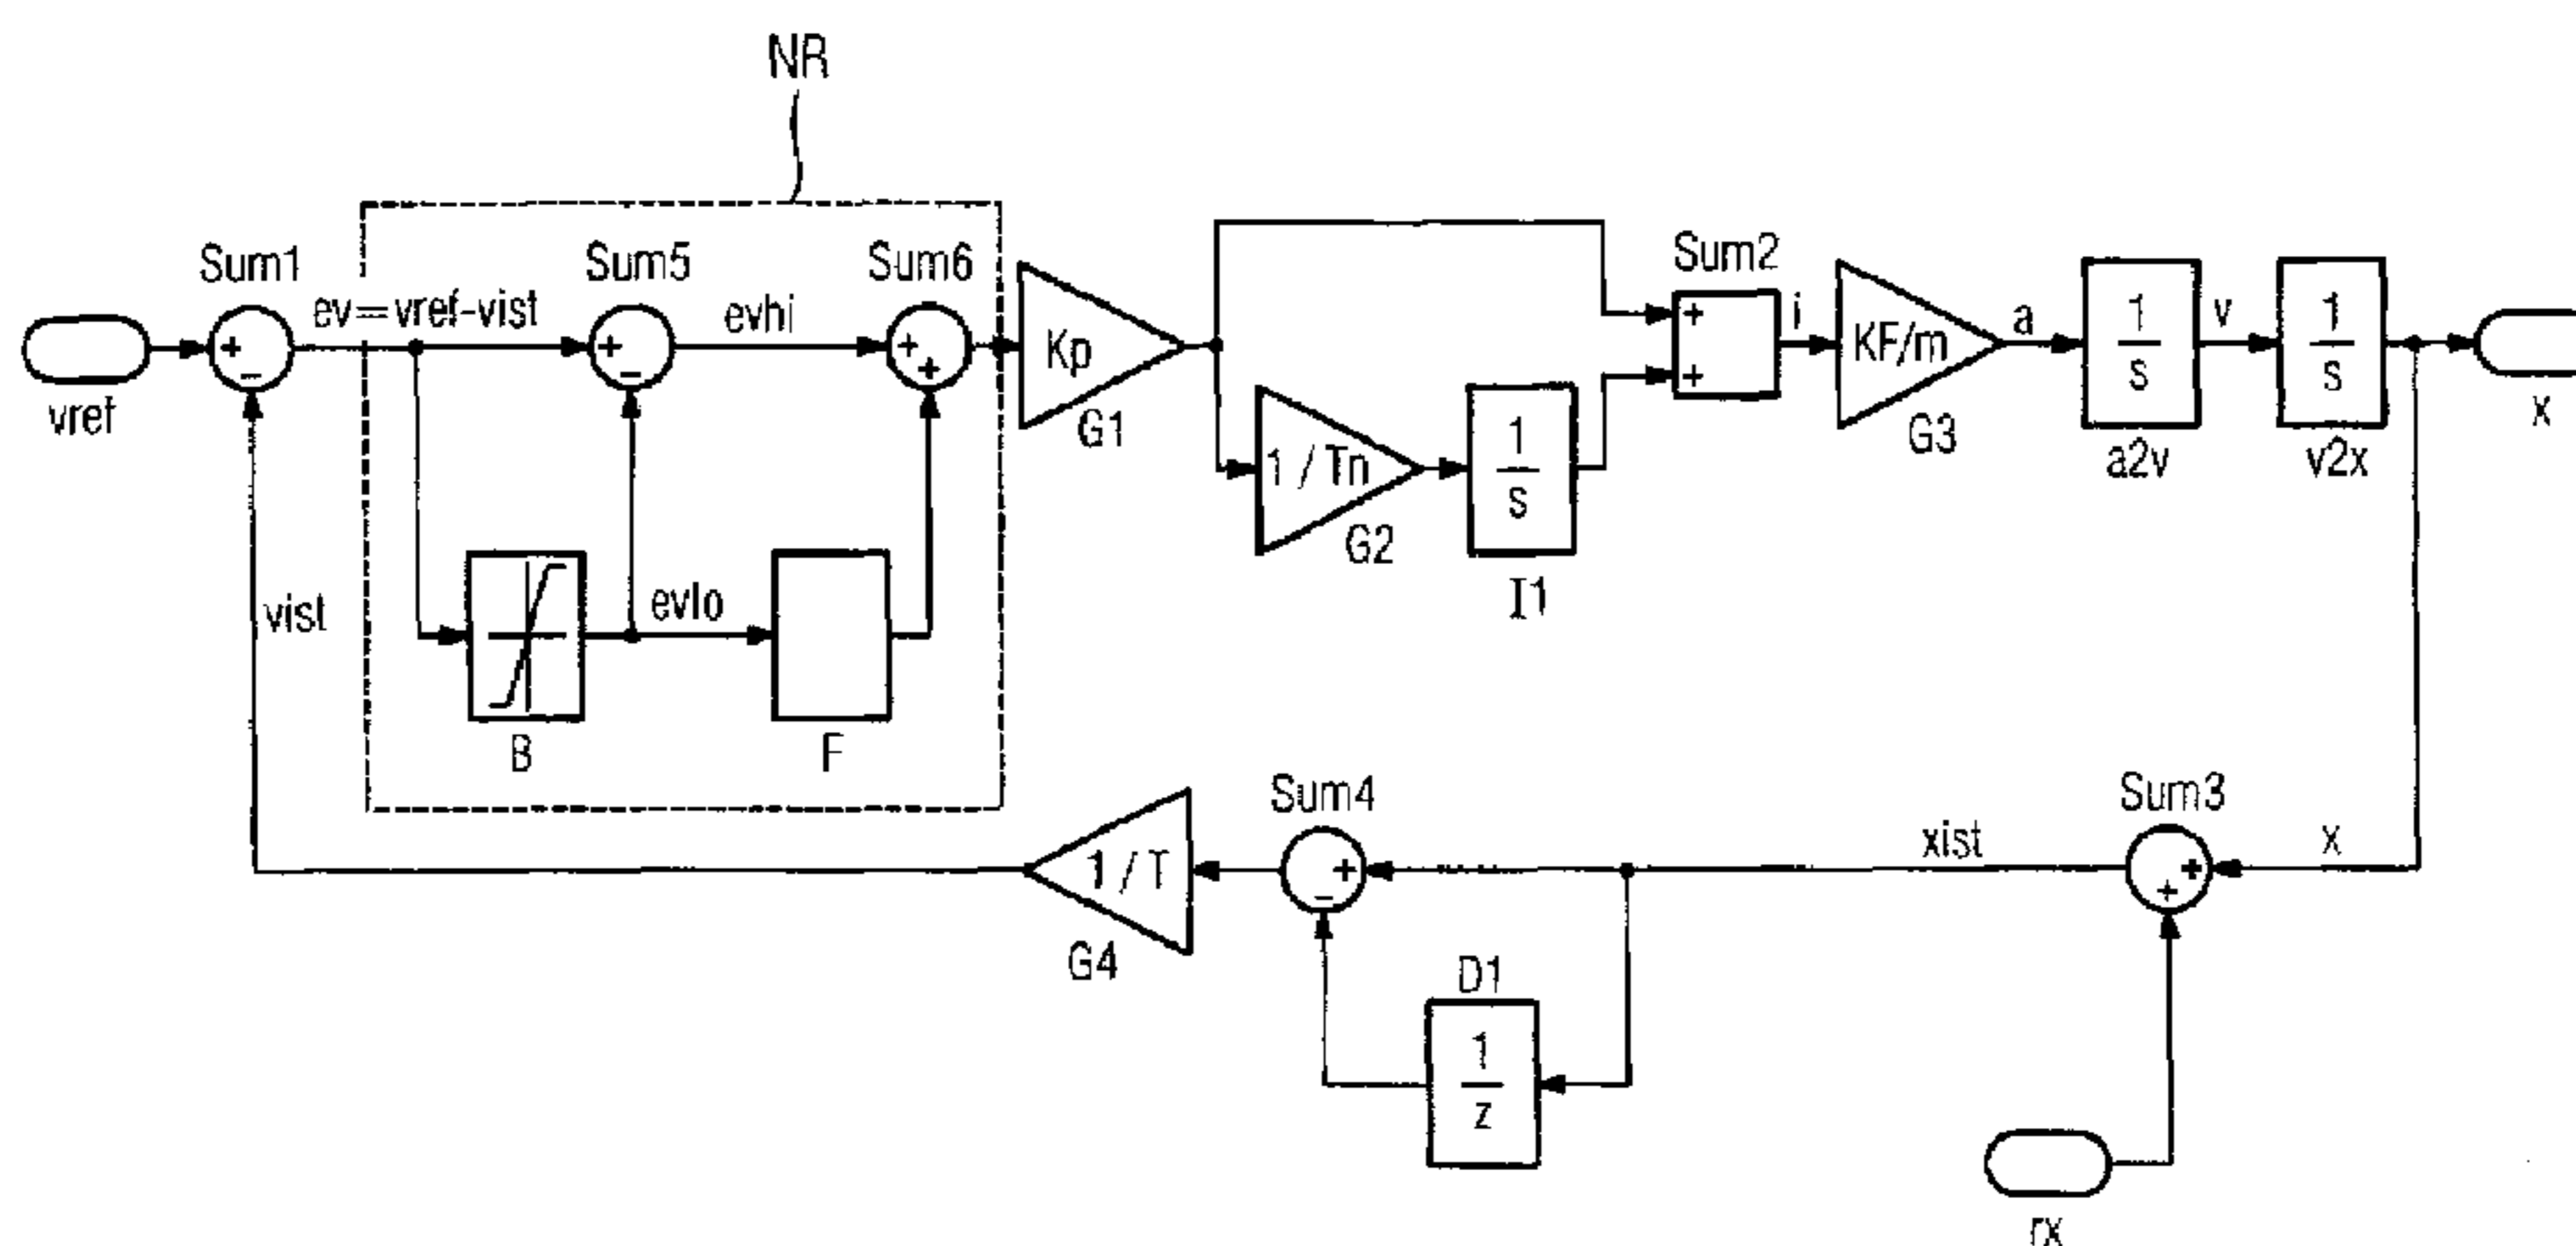 NR
Sum1
Sum5
Sum6
Sum2
ev=vref-vist
evhi
+
-
+
-
+
+
Kp
+
+
i
KF/m
a
1
s
v
1
s
vref
G1
G3
a2v
v2x
x
1 / Tn
G2
1
s
I1
vist
evlo
B
F
Sum4
Sum3
1 / T
+
-
xist
+
+
x
G4
D1
1
z
rx